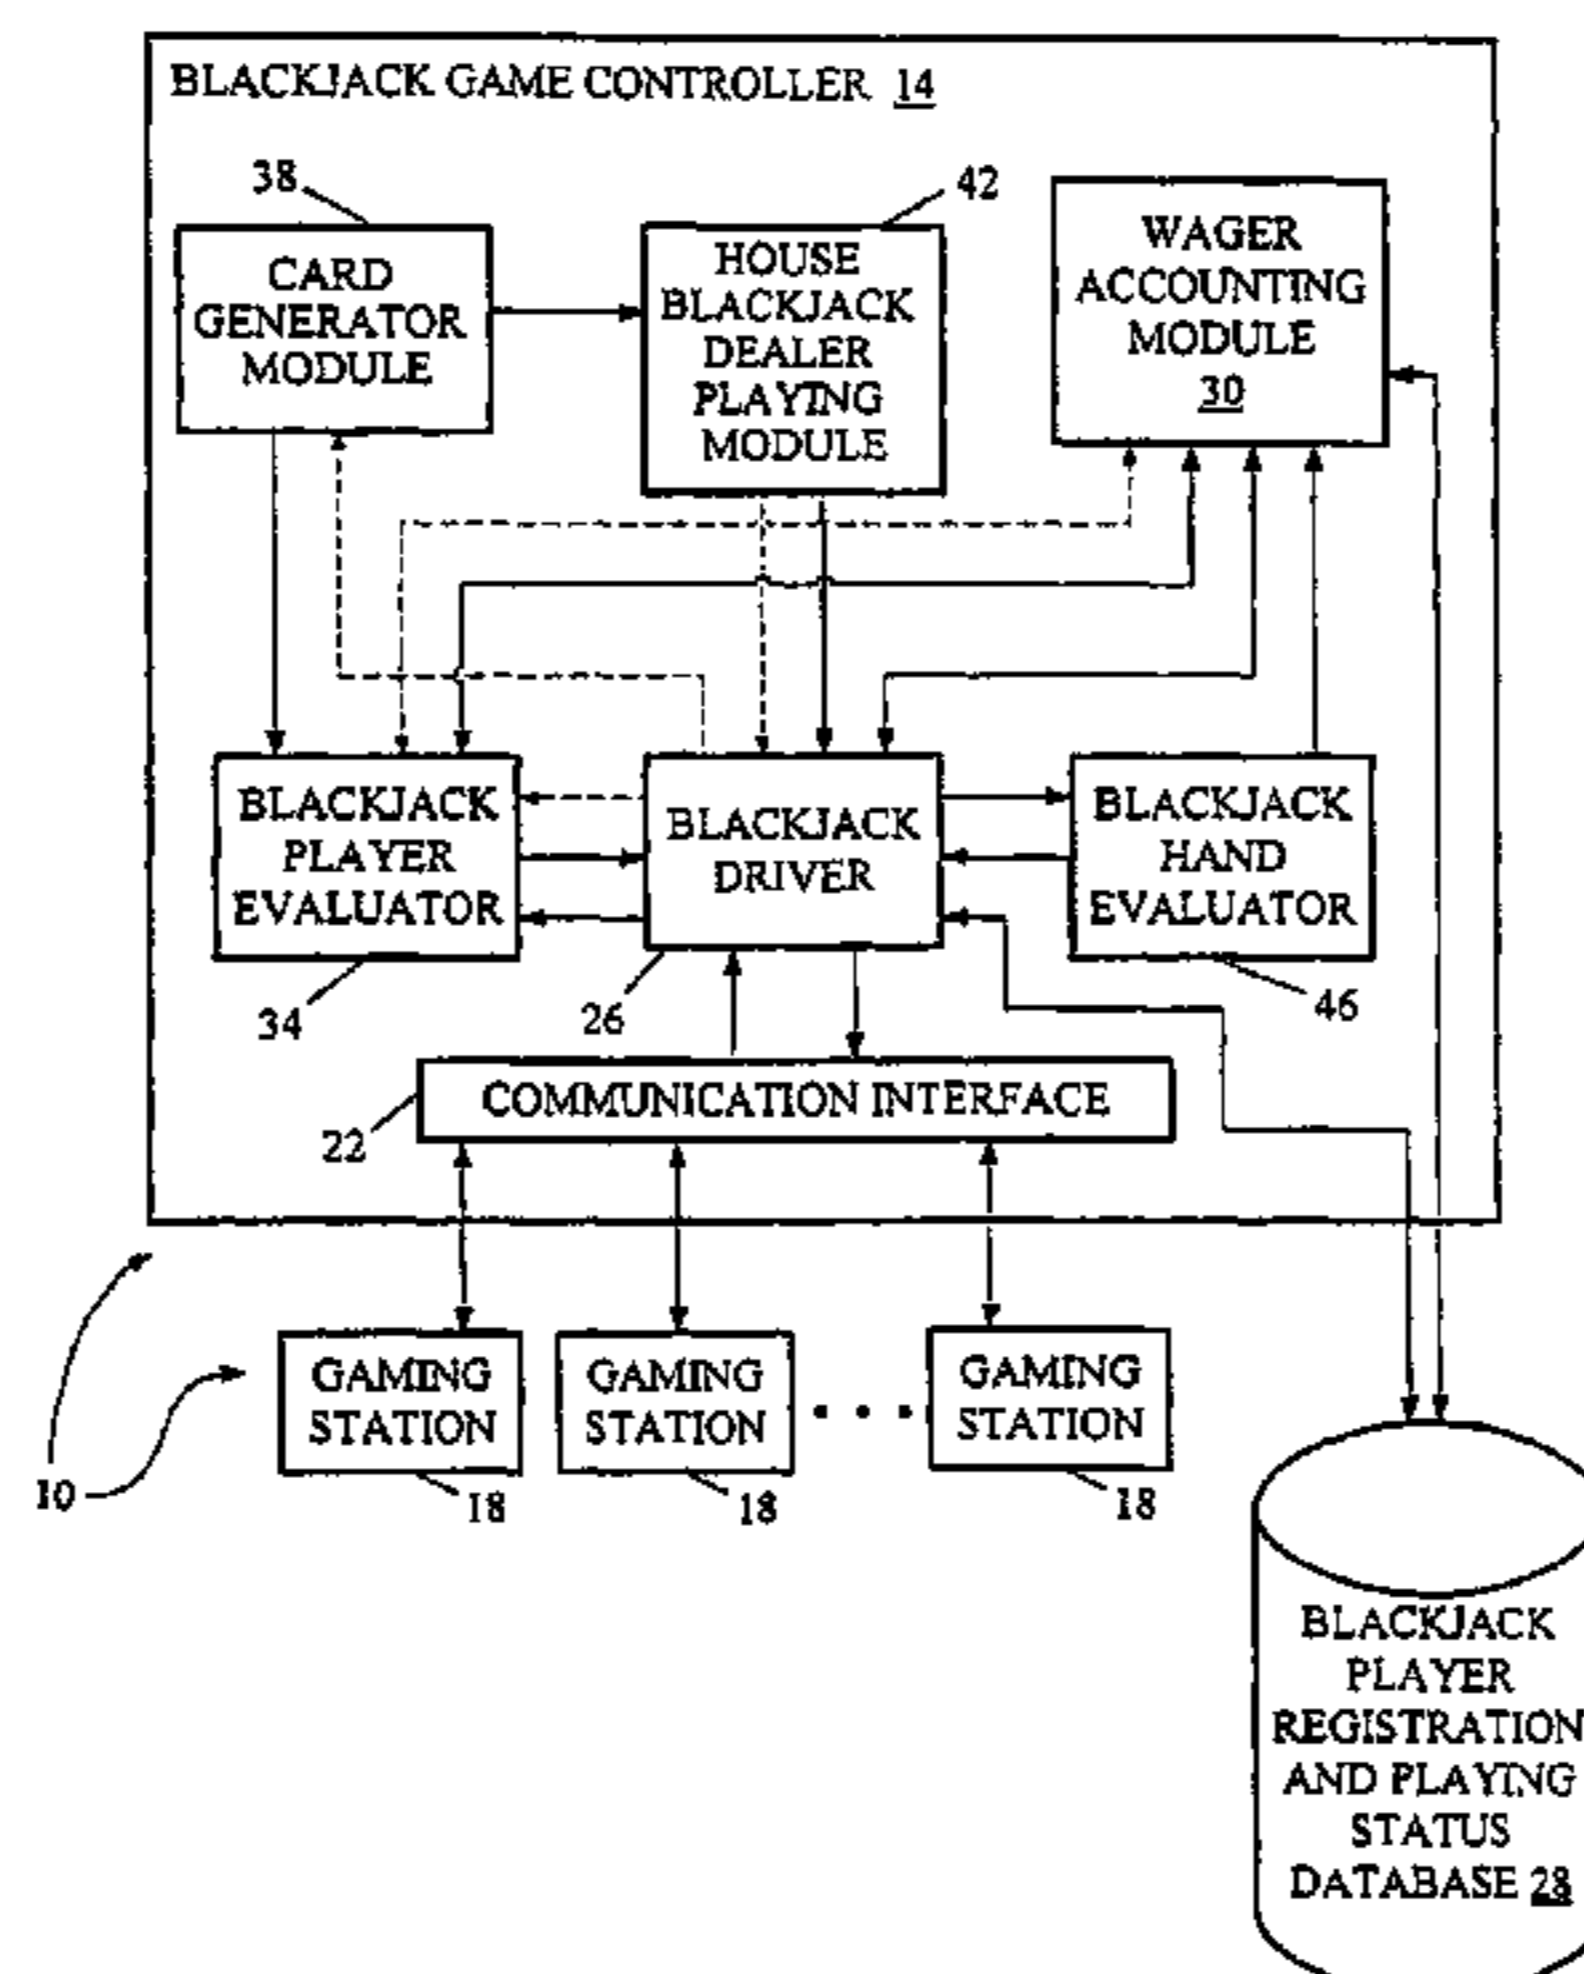 BLACKJACK GAME CONTROLLER 14
38
42
CARD
GENERATOR
MODULE
HOUSE
BLACKJACK
DEALER
PLAYING
MODULE
WAGER
ACCOUNTING
MODULE
30
BLACKJACK
PLAYER
EVALUATOR
BLACKJACK
DRIVER
BLACKJACK
HAND
EVALUATOR
34
26
46
COMMUNICATION INTERFACE
22
GAMING
STATION
GAMING
STATION
GAMING
STATION
10
18
18
18
BLACKJACK
PLAYER
REGISTRATION
AND PLAYING
STATUS
DATABASE 28